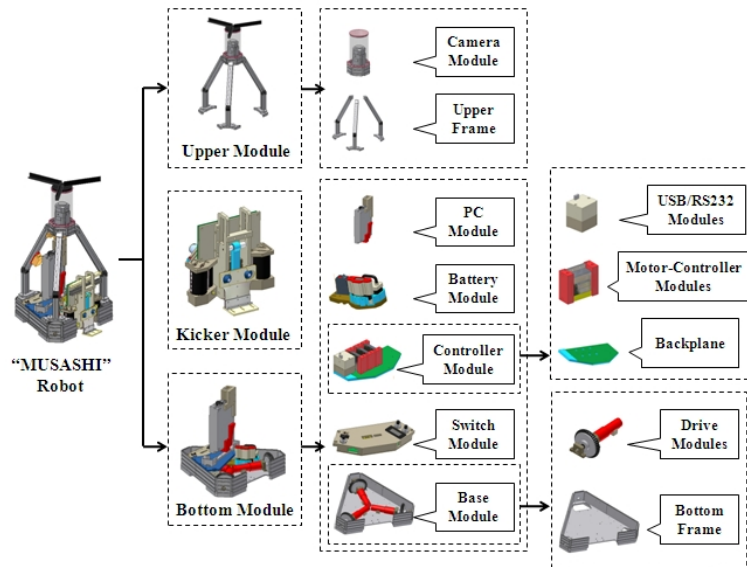 Camera
Module
Upper
Frame
Upper Module
PC
Module
USB/RS232
Modules
Battery
Module
Motor-Controller
Modules
Kicker Module
Controller
Module
Backplane
“MUSASHI”
Robot
Switch
Module
Drive
Modules
Base
Module
Bottom
Frame
Bottom Module